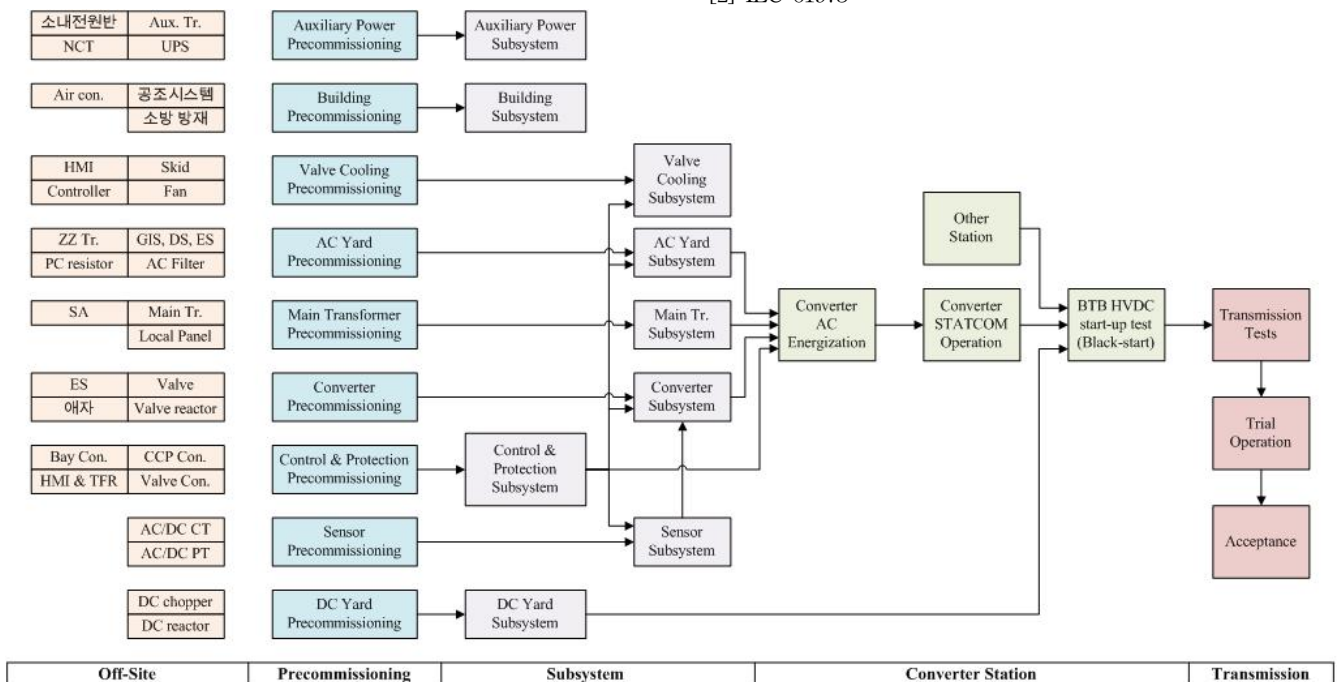 소내전원반 Aux. Tr.
NCT UPS
Auxiliary Power
Precommissioning
Auxiliary Power
Subsystem
Air con. 공조시스템
소방 방재
Building
Precommissioning
Building
Subsystem
HMI Skid
Controller Fan
Valve Cooling
Precommissioning
Valve
Cooling
Subsystem
ZZ Tr. GIS, DS, ES
PC resistor AC Filter
AC Yard
Precommissioning
AC Yard
Subsystem
SA Main Tr.
Local Panel
Main Transformer
Precommissioning
Main Tr.
Subsystem
ES Valve
애자 Valve reactor
Converter
Precommissioning
Converter
Subsystem
Bay Con. CCP Con.
HMI & TFR Valve Con.
Control & Protection
Precommissioning
Control &
Protection
Subsystem
AC/DC CT
AC/DC PT
Sensor
Precommissioning
Sensor
Subsystem
DC chopper
DC reactor
DC Yard
Precommissioning
DC Yard
Subsystem
Converter
AC
Energization
Other
Station
Converter
STATCOM
Operation
BTB HVDC
start-up test
(Black-start)
Transmission
Tests
Trial
Operation
Acceptance
Off-Site Precommissioning Subsystem Converter Station Transmission